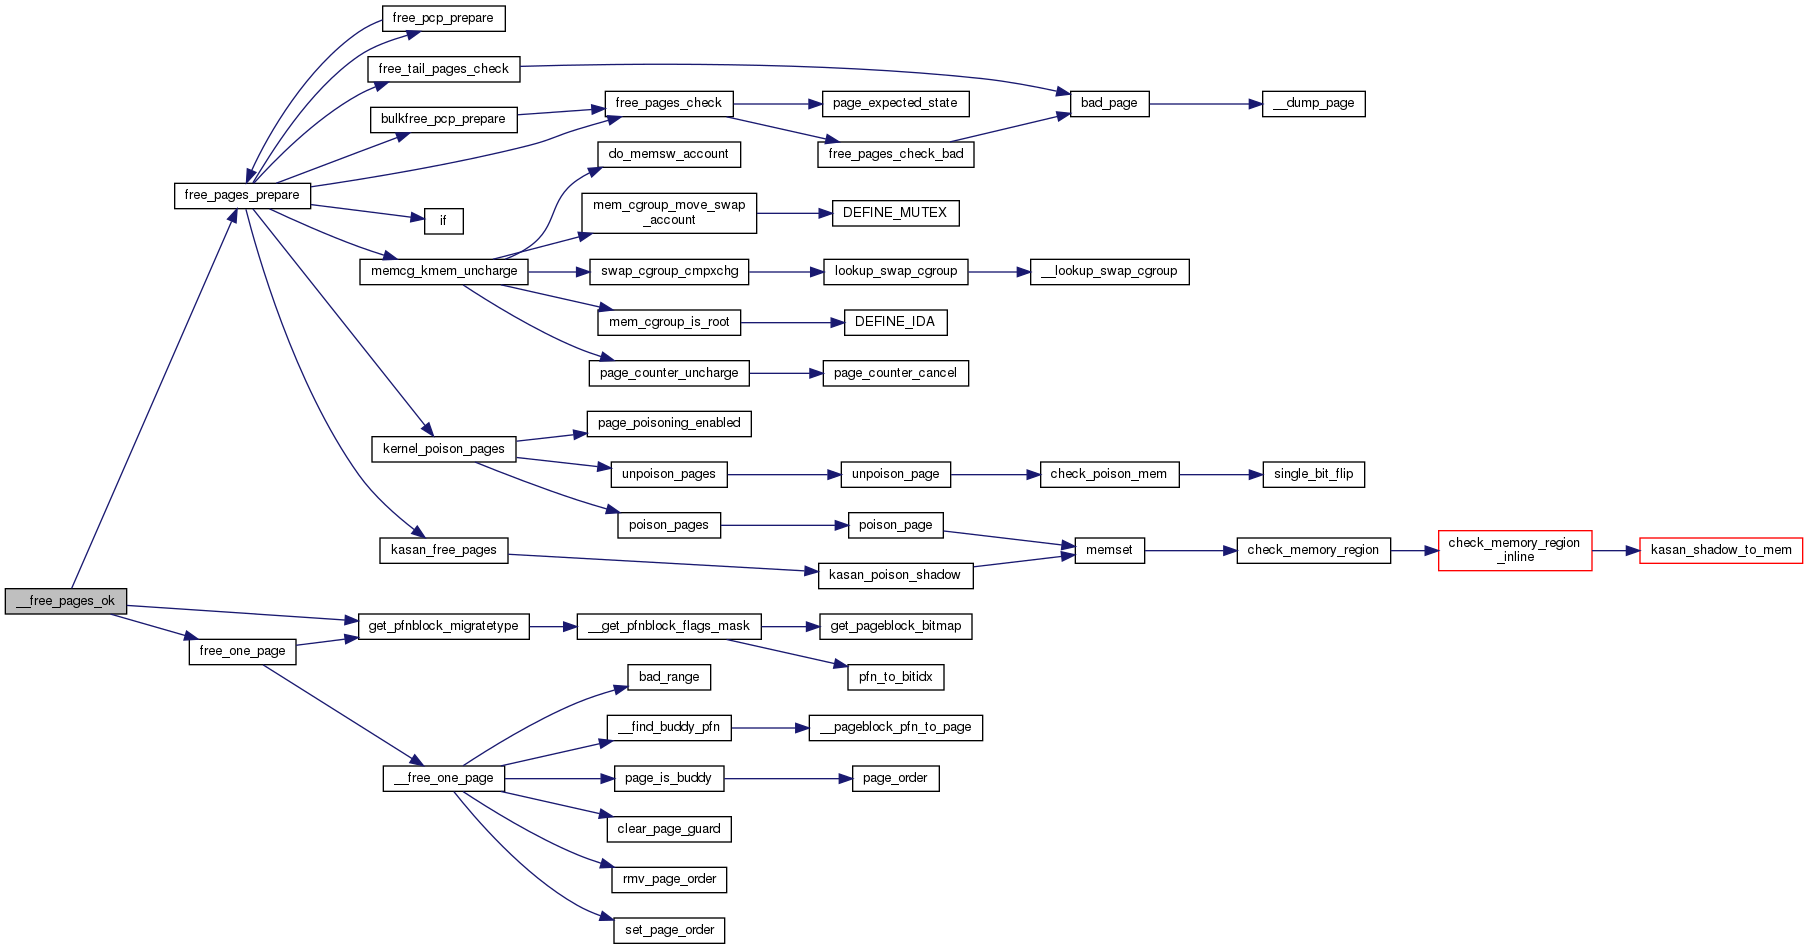 free_pcp_prepare
free_tail_pages_check
bulkfree_pcp_prepare
free_pages_check
page_expected_state
bad_page
__dump_page
do_memsw_account
free_pages_check_bad
free_pages_prepare
if
mem_cgroup_move_swap
_account
DEFINE_MUTEX
memcg_kmem_uncharge
swap_cgroup_cmpxchg
lookup_swap_cgroup
__lookup_swap_cgroup
mem_cgroup_is_root
DEFINE_IDA
page_counter_uncharge
page_counter_cancel
page_poisoning_enabled
kernel_poison_pages
unpoison_pages
unpoison_page
check_poison_mem
single_bit_flip
poison_pages
poison_page
kasan_free_pages
memset
check_memory_region
check_memory_region
_inline
kasan_shadow_to_mem
kasan_poison_shadow
__free_pages_ok
free_one_page
get_pfnblock_migratetype
__get_pfnblock_flags_mask
get_pageblock_bitmap
pfn_to_bitidx
bad_range
__find_buddy_pfn
__pageblock_pfn_to_page
__free_one_page
page_is_buddy
page_order
clear_page_guard
rmv_page_order
set_page_order